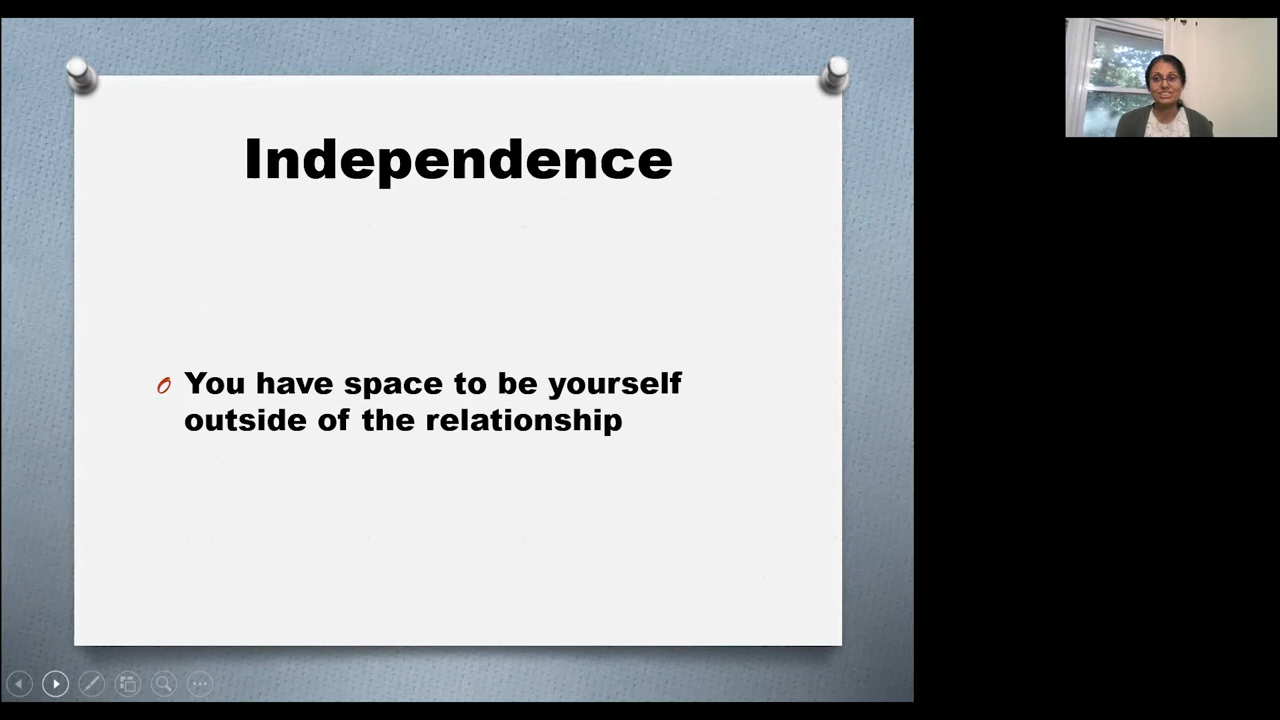 Independence
You have space to be yourself
outside of the relationship